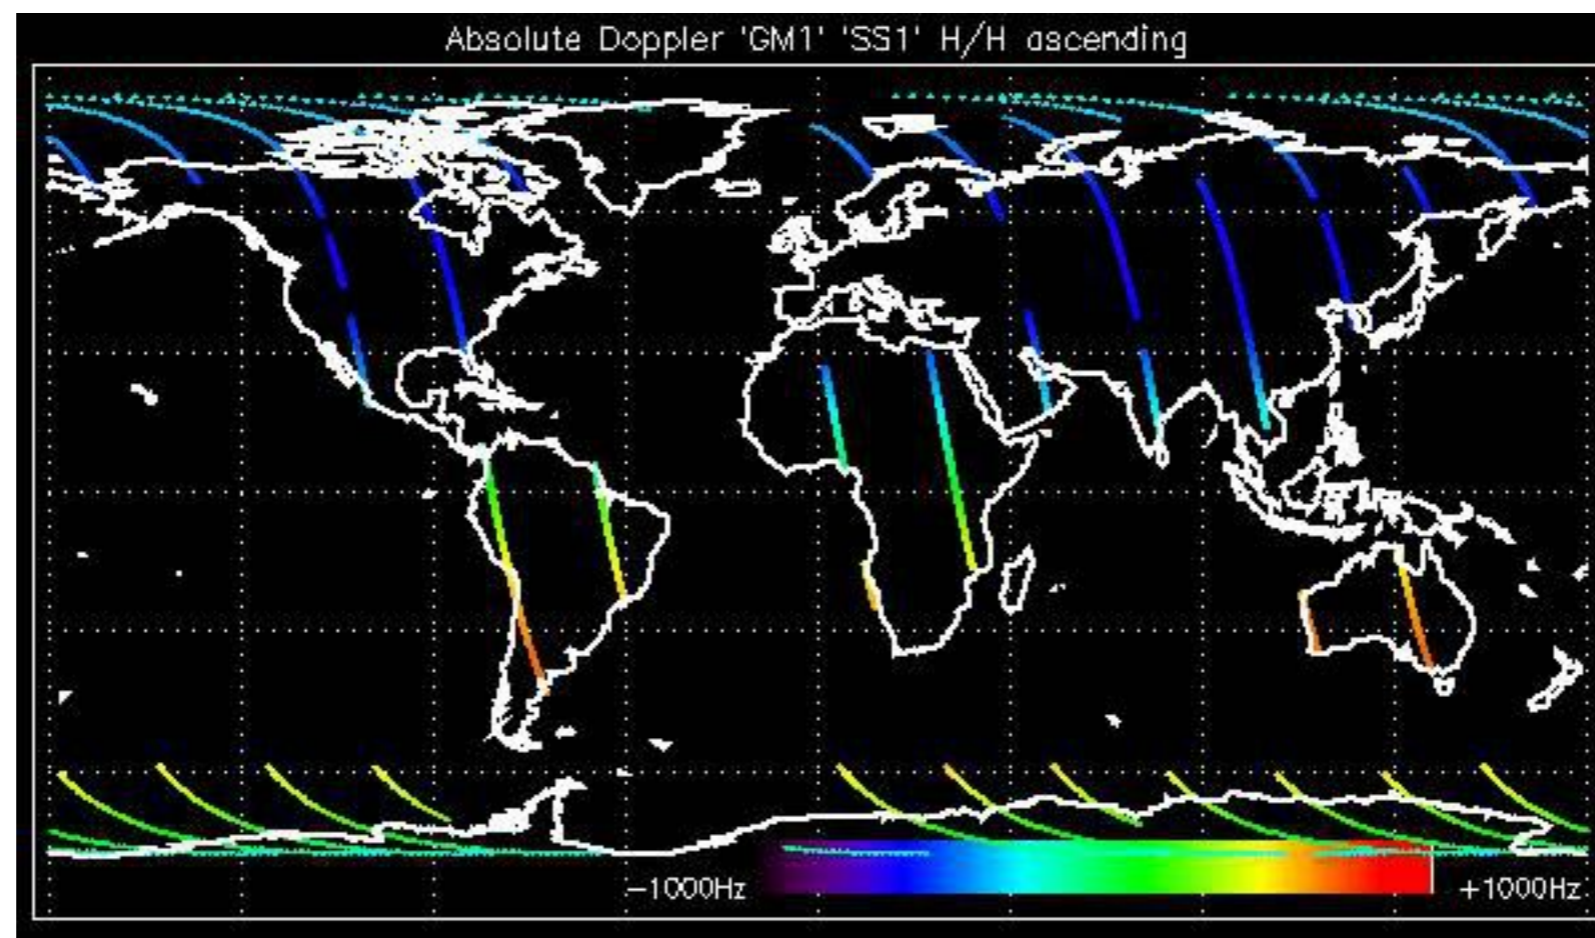 Absolute Doppler 'GM1' 'SS1' H/H ascending
−1000Hz
+1000Hz